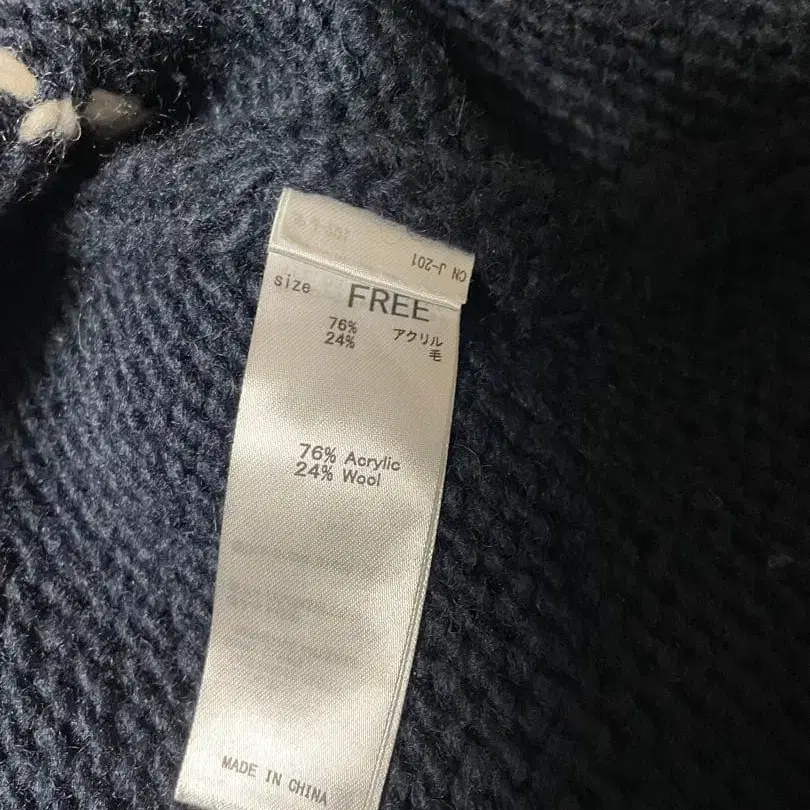 CN J-201
size FREE
76% アクリル
24% 毛
76% Acrylic
24% Wool
MADE IN CHINA